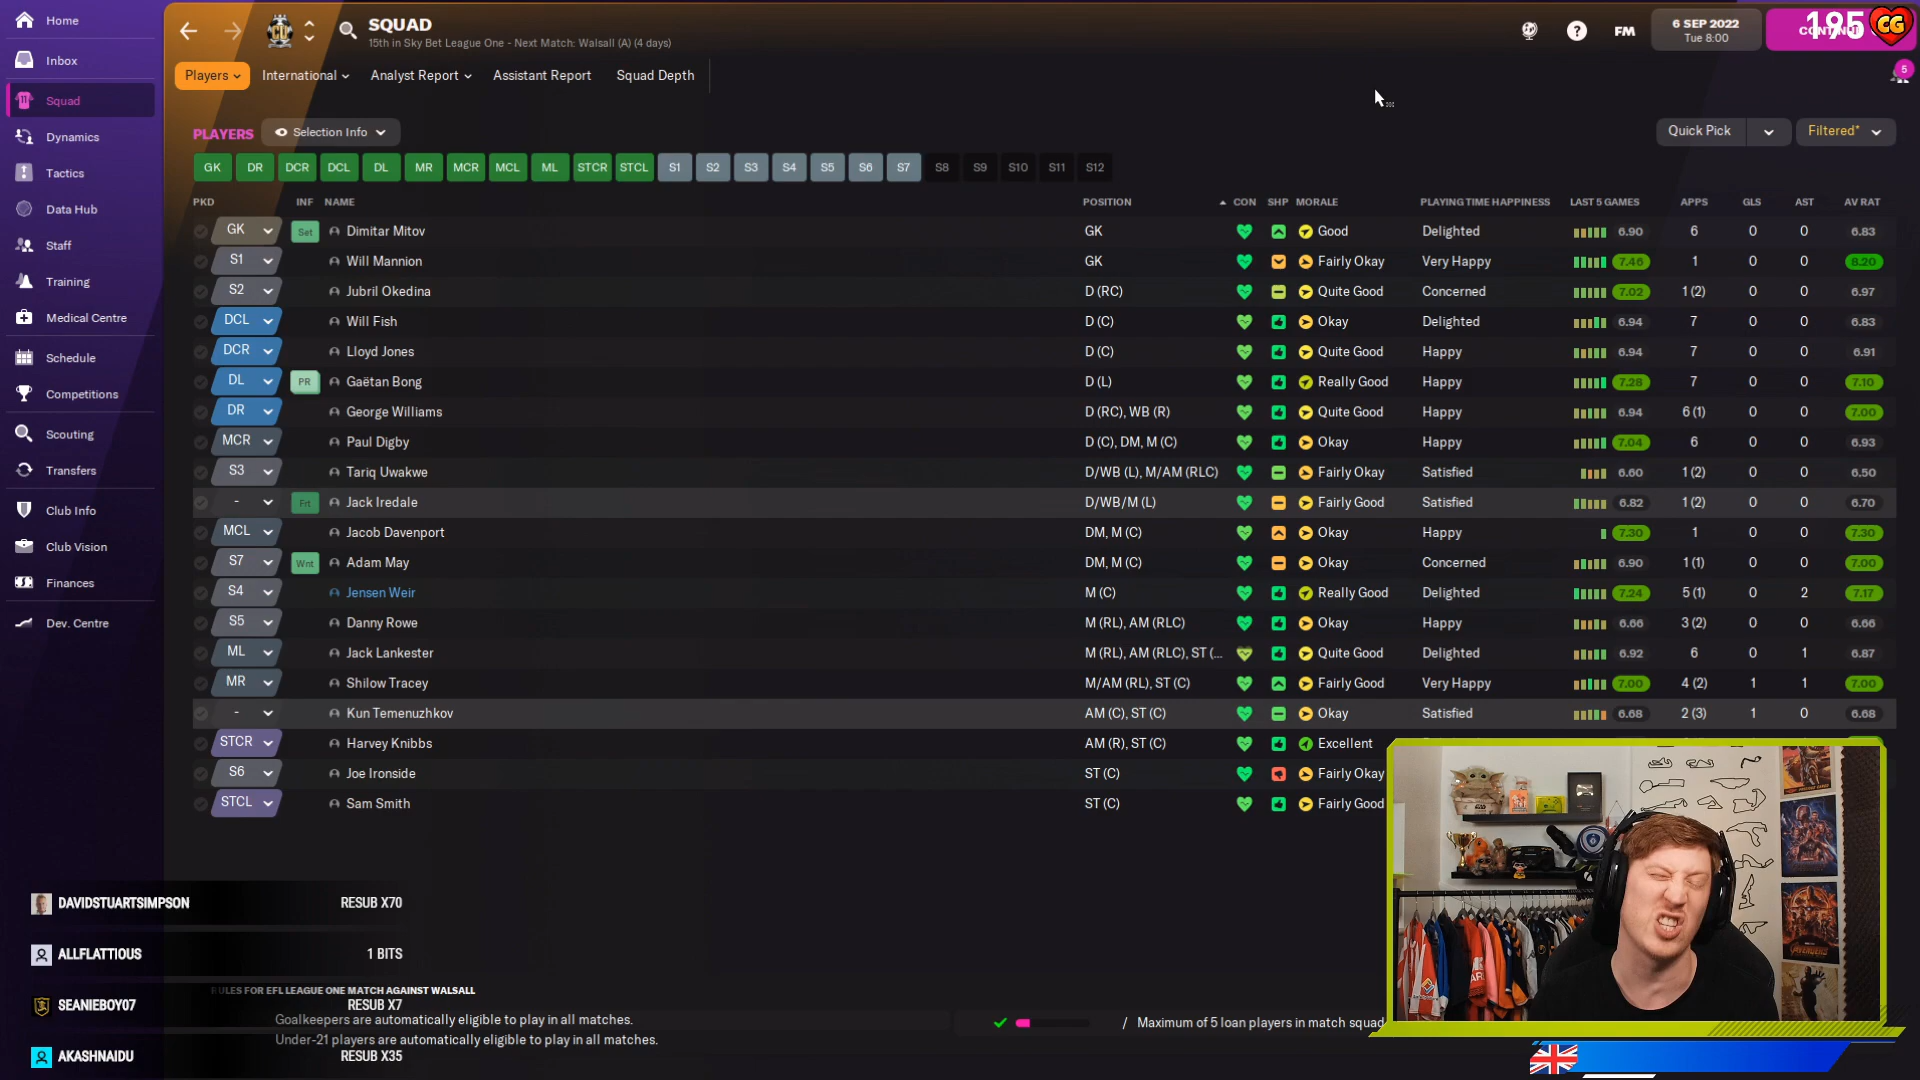 Home
Inbox
Squad
Dynamics
Tactics
Data Hub
Staff
Training
Medical Centre
Schedule
Competitions
Scouting
Transfers
Club Info
Club Vision
Finances
Dev. Centre
SQUAD
15th in Sky Bet League One - Next Match: Walsall (A) (4 days)
FM
6 SEP 2022
Tue 8:00
195
CG
5
Players International Analyst Report Assistant Report Squad Depth
PLAYERS Selection Info
Quick Pick Filtered*
GK DR DCR DCL DL MR MCR MCL ML STCR STCL S1 S2 S3 S4 S5 S6 S7 S8 S9 S10 S11 S12
PKD INF NAME POSITION CON SHP MORALE PLAYING TIME HAPPINESS LAST 5 GAMES APPS GLS AST AV RAT
GK Set Dimitar Mitov GK Good Delighted 6.90 6 0 0 6.83
S1 Will Mannion GK Fairly Okay Very Happy 7.46 1 0 0 8.20
S2 Jubril Okedina D (RC) Quite Good Concerned 7.02 1 (2) 0 0 6.97
DCL Will Fish D (C) Okay Delighted 6.94 7 0 0 6.83
DCR Lloyd Jones D (C) Quite Good Happy 6.94 7 0 0 6.91
DL PR Gaëtan Bong D (L) Really Good Happy 7.28 7 0 0 7.10
DR George Williams D (RC), WB (R) Quite Good Happy 6.94 6 (1) 0 0 7.00
MCR Paul Digby D (C), DM, M (C) Okay Happy 7.04 6 0 0 6.93
S3 Tariq Uwakwe D/WB (L), M/AM (RLC) Fairly Okay Satisfied 6.60 1 (2) 0 0 6.50
- Frt Jack Iredale D/WB/M (L) Fairly Good Satisfied 6.82 1 (2) 0 0 6.70
MCL Jacob Davenport DM, M (C) Okay Happy 7.30 1 0 0 7.30
S7 Wnt Adam May DM, M (C) Okay Concerned 6.90 1 (1) 0 0 7.00
S4 Jensen Weir M (C) Really Good Delighted 7.24 5 (1) 0 2 7.17
S5 Danny Rowe M (RL), AM (RLC) Okay Happy 6.66 3 (2) 0 0 6.66
ML Jack Lankester M (RL), AM (RLC), ST (... Quite Good Delighted 6.92 6 0 1 6.87
MR Shilow Tracey M/AM (RL), ST (C) Fairly Good Very Happy 7.00 4 (2) 1 1 7.00
- Kun Temenuzhkov AM (C), ST (C) Okay Satisfied 6.68 2 (3) 1 0 6.68
STCR Harvey Knibbs AM (R), ST (C) Excellent
S6 Joe Ironside ST (C) Fairly Okay
STCL Sam Smith ST (C) Fairly Good
DAVIDSTUARTSIMPSON RESUB X70
ALLFLATTIOUS 1 BITS
RULES FOR EFL LEAGUE ONE MATCH AGAINST WALSALL
SEANIEBOY07 RESUB X7
Goalkeepers are automatically eligible to play in all matches.
Under-21 players are automatically eligible to play in all matches.
/ Maximum of 5 loan players in match squad
AKASHNAIDU RESUB X35